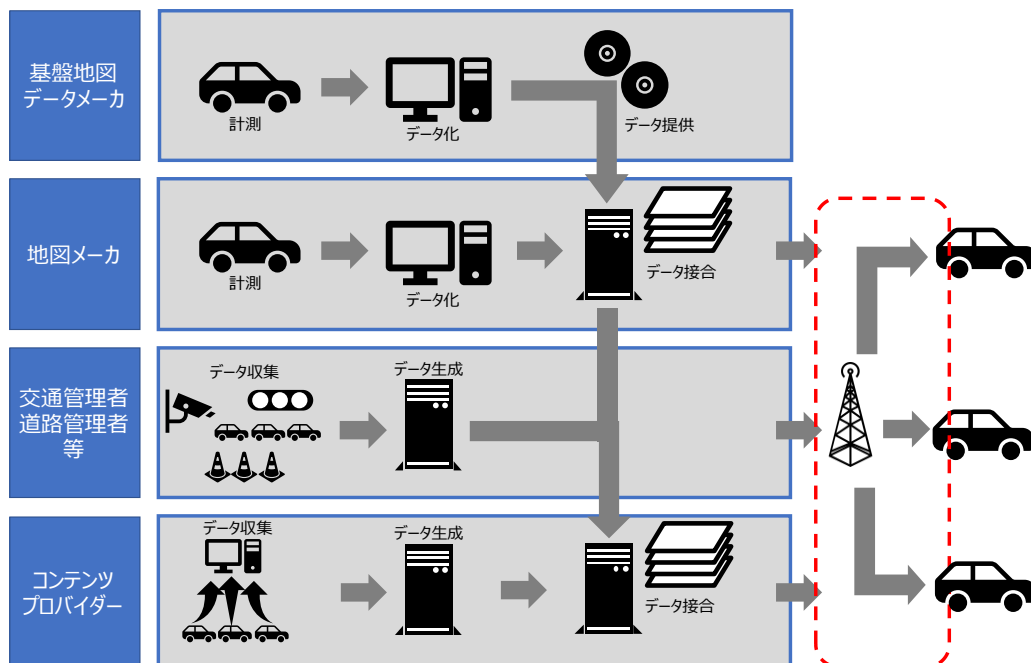 基盤地図
データメーカ
計測
データ化
データ提供
地図メーカ
計測
データ化
データ接合
交通管理者
道路管理者
等
データ収集
データ生成
コンテンツ
プロバイダー
データ収集
データ生成
データ接合